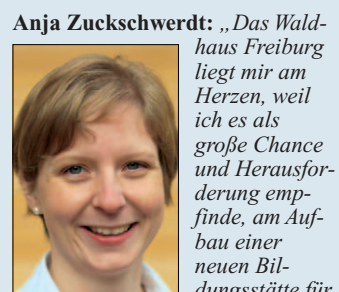 Anja Zuckschwerdt: „Das Wald-
haus Freiburg
liegt mir am
Herzen, weil
ich es als
große Chance
und Herausfor-
derung emp-
finde, am Auf-
bau einer
neuen Bil-
dungsstätte für